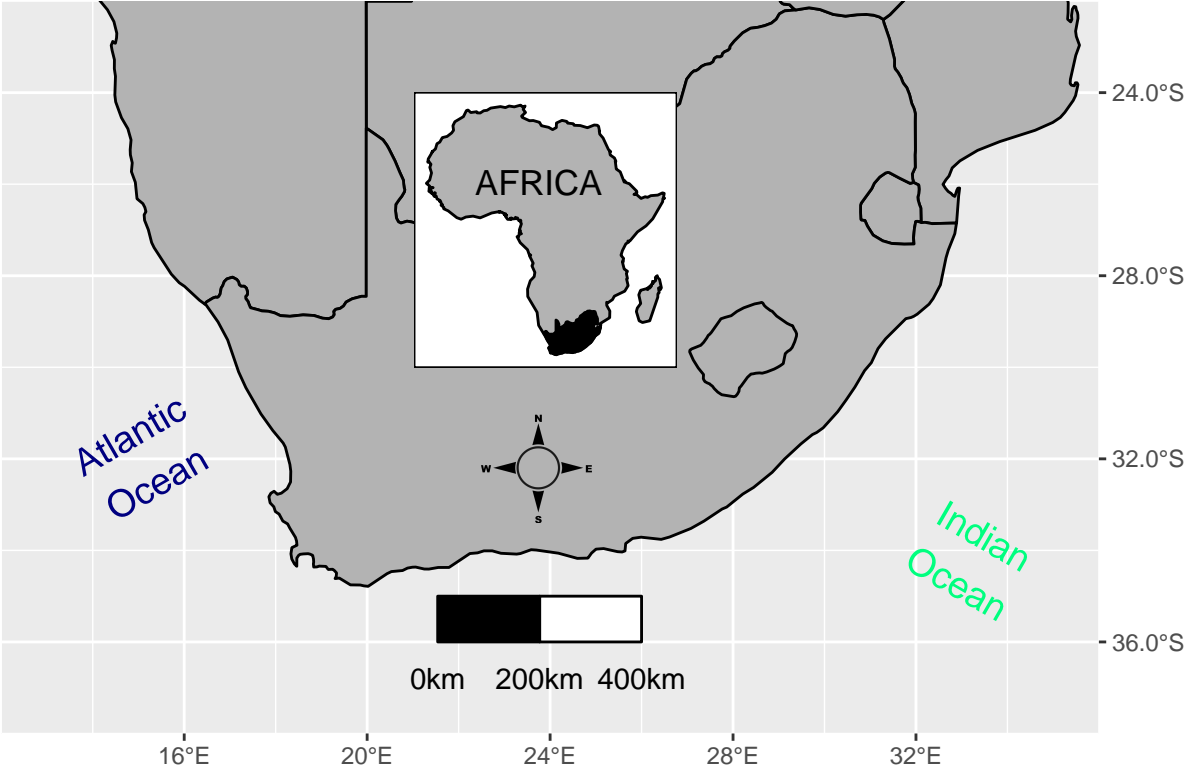 24.0°S
AFRICA
28.0°S
Atlantic
Ocean
N
W
E
S
32.0°S
Indian
Ocean
36.0°S
0km 200km 400km
16°E 20°E 24°E 28°E 32°E